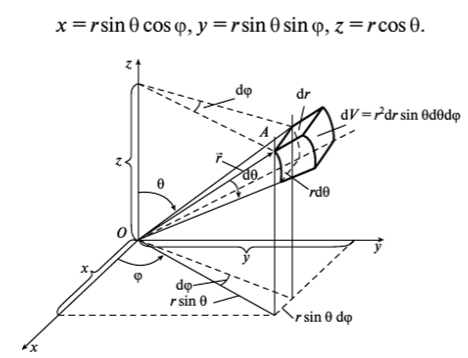 x = r sin θ cos φ, y = r sin θ sin φ, z = r cos θ.
z
dφ
dr
dV = r²dr sin θdθdφ
A
z
r⃗
θ
dθ
rdθ
O
x
φ
y
y
dφ
r sin θ
r sin θ dφ
x